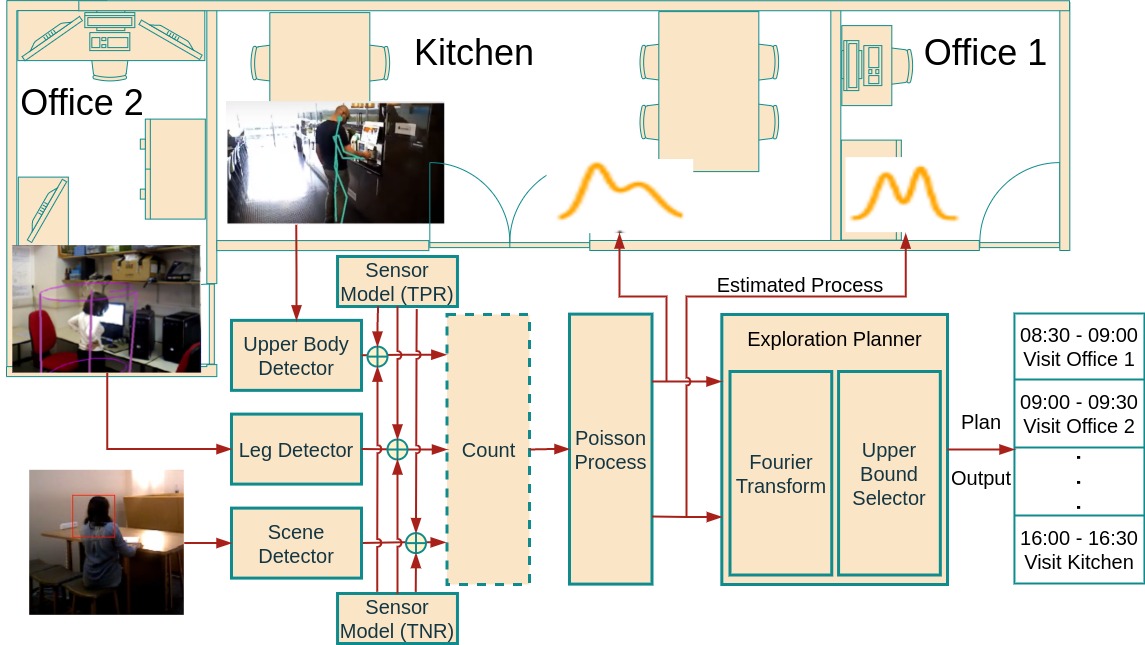 Kitchen
Office 1
Office 2
Sensor
Model (TPR)
Estimated Process
Upper Body
Detector
Exploration Planner
08:30 - 09:00
Visit Office 1
09:00 - 09:30
Visit Office 2
Leg Detector
Count
Poisson
Process
Fourier
Transform
Upper
Bound
Selector
Plan
Output
.
.
.
Scene
Detector
16:00 - 16:30
Visit Kitchen
Sensor
Model (TNR)